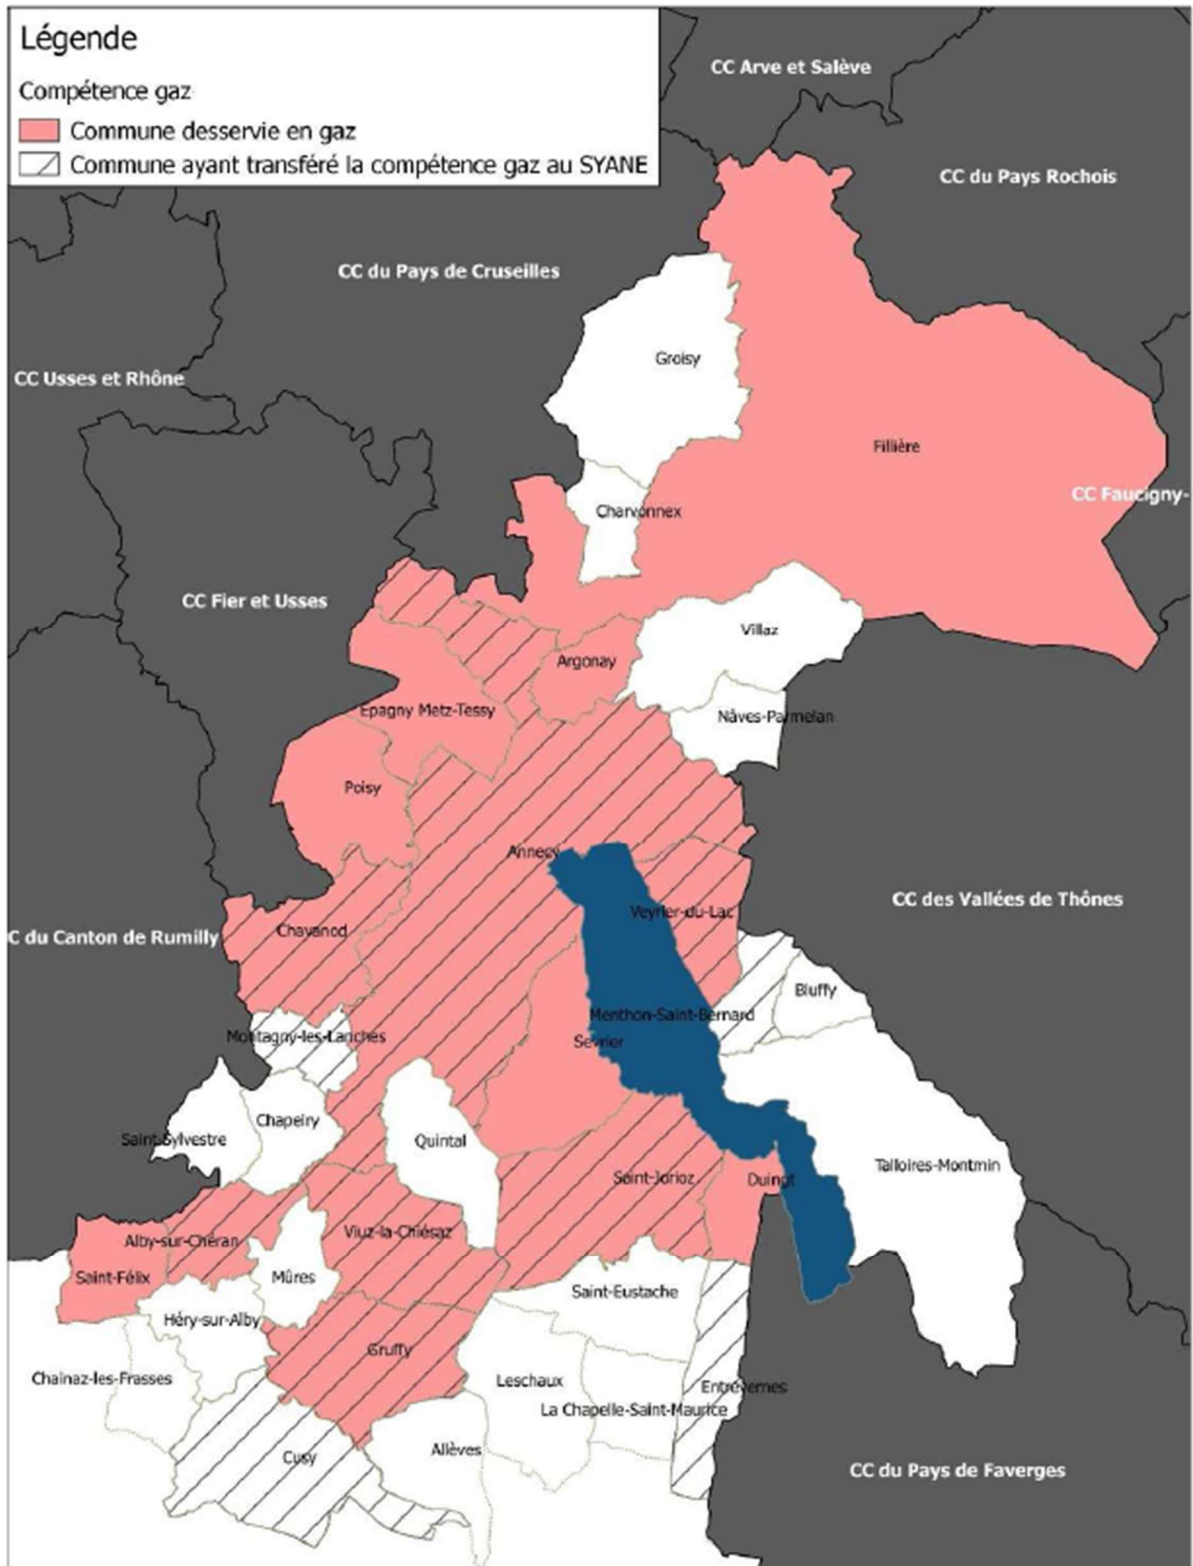 Légende
Compétence gaz
Commune desservie en gaz
Commune ayant transféré la compétence gaz au SYANE
CC Arve et Salève
CC du Pays Rochois
CC du Pays de Cruseilles
Groisy
CC Usses et Rhône
Fillière
CC Faucigny-
Charvonnex
CC Fier et Usses
Villaz
Argonay
Epagny Metz-Tessy
Nâves-Parmelan
Poisy
Annecy
CC des Vallées de Thônes
Veyrier-du-Lac
Chavanod
C du Canton de Rumilly
Bluffy
Menthon-Saint-Bernard
Montagny-les-Lanches
Sevrier
Chapeiry
Saint-Sylvestre
Quintal
Talloires-Montmin
Saint-Jorioz
Duingt
Viuz-la-Chiésaz
Alby-sur-Chéran
Saint-Félix
Mûres
Saint-Eustache
Héry-sur-Alby
Gruffy
Chainaz-les-Frasses
Leschaux
Entrevernes
La Chapelle-Saint-Maurice
Allèves
Cusy
CC du Pays de Faverges